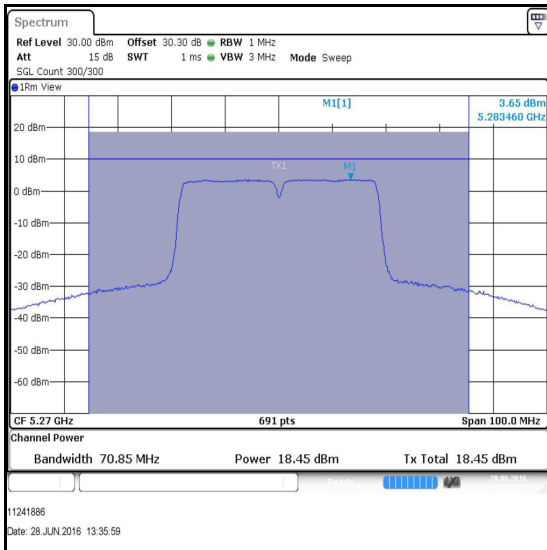 Spectrum
Ref Level 30.00 dBm Offset 30.30 dB RBW 1 MHz
Att 15 dB SWT 1 ms VBW 3 MHz Mode Sweep
SGL Count 300/300
1Rm View
M1[1] 3.65 dBm
5.283460 GHz
20 dBm
10 dBm
TX1 M1
0 dBm
-10 dBm
-20 dBm
-30 dBm
-40 dBm
-50 dBm
-60 dBm
CF 5.27 GHz 691 pts Span 100.0 MHz
Channel Power
Bandwidth 70.85 MHz Power 18.45 dBm Tx Total 18.45 dBm
Ready 28.06.2016
11241886
Date: 28.JUN.2016 13:35:59